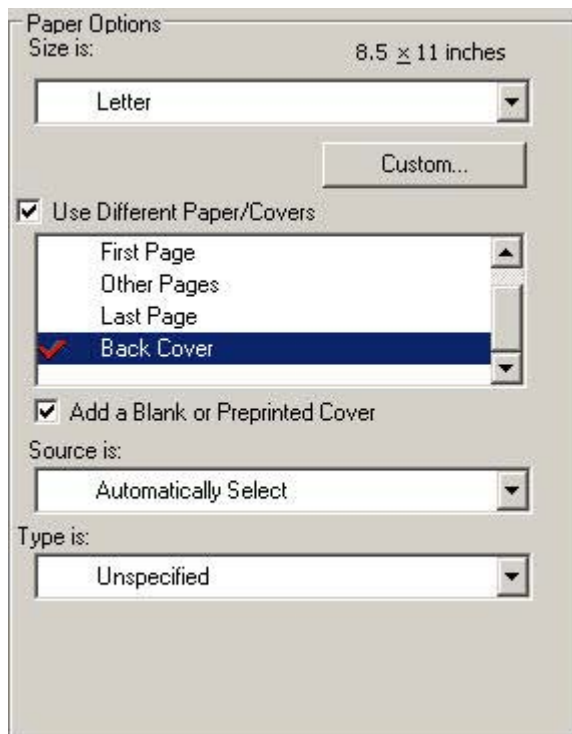 Paper Options
Size is:
8.5 x 11 inches
Letter
Custom...
Use Different Paper/Covers
First Page
Other Pages
Last Page
Back Cover
Add a Blank or Preprinted Cover
Source is:
Automatically Select
Type is:
Unspecified